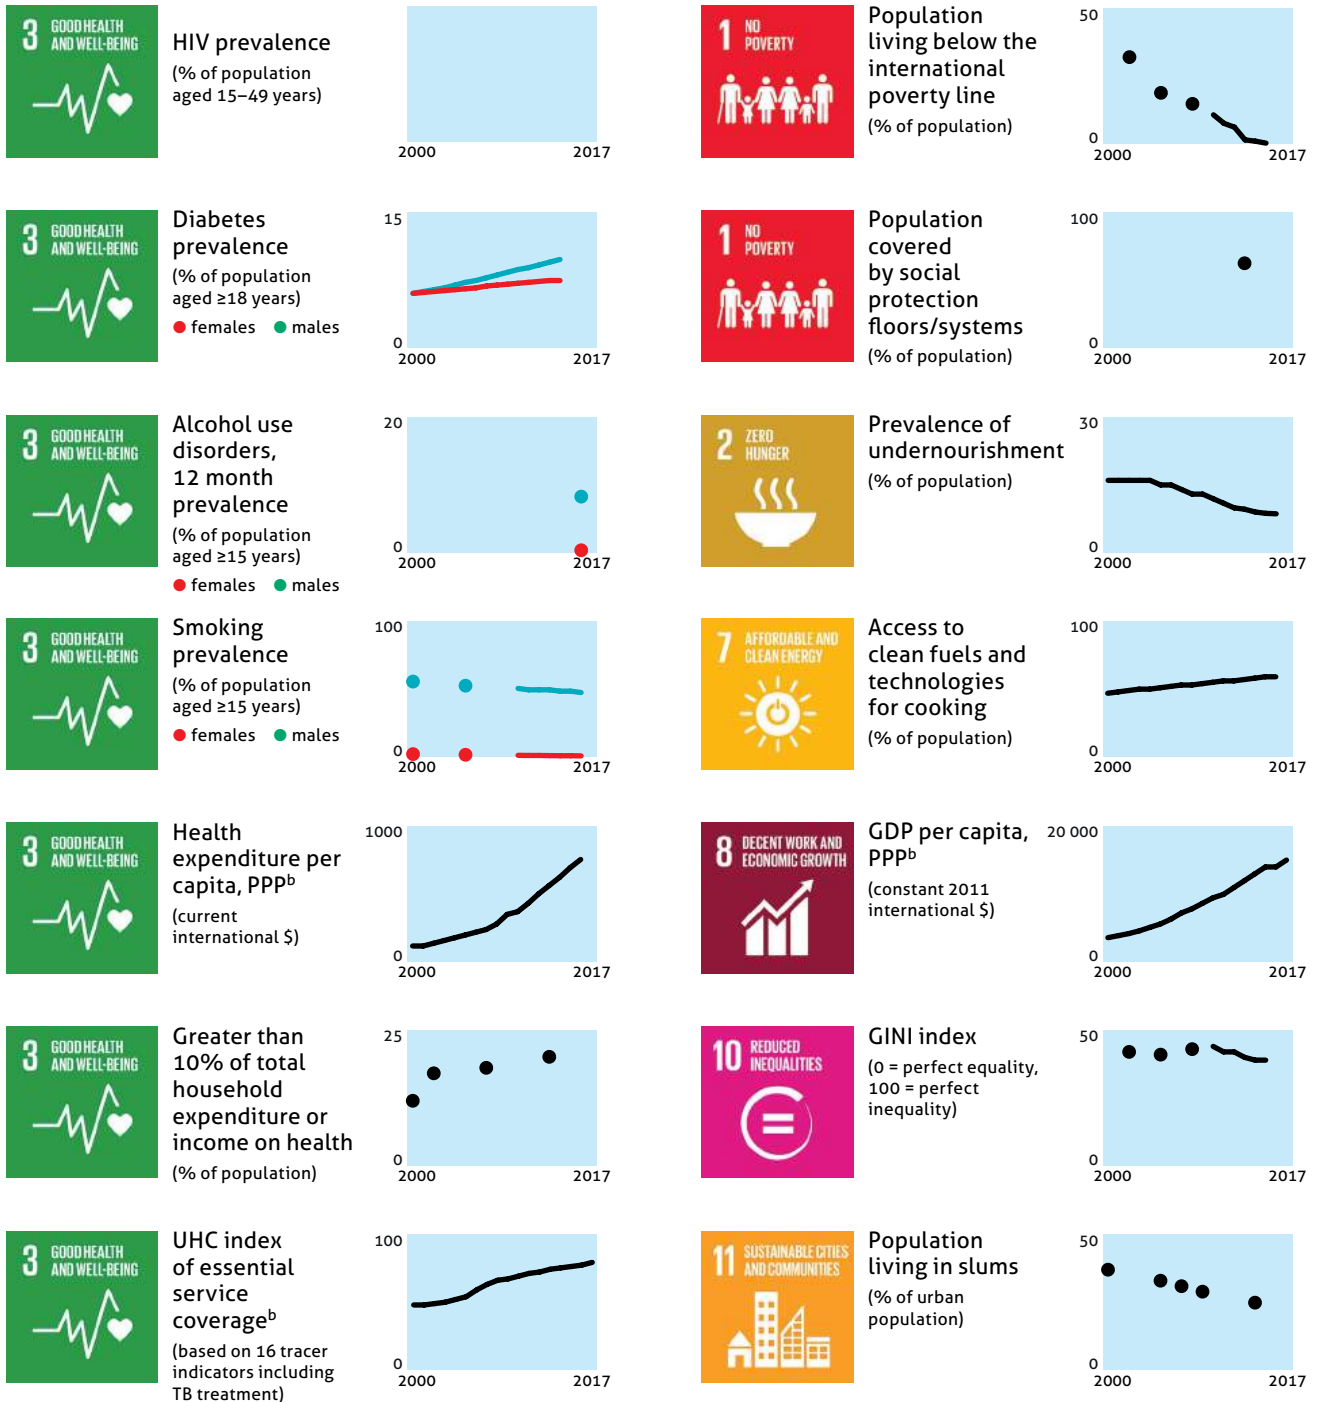 3 GOOD HEALTH
AND WELL-BEING
HIV prevalence
(% of population
aged 15–49 years)
2000 2017
3 GOOD HEALTH
AND WELL-BEING
Diabetes
prevalence
(% of population
aged ≥18 years)
females males
15
0
2000 2017
3 GOOD HEALTH
AND WELL-BEING
Alcohol use
disorders,
12 month
prevalence
(% of population
aged ≥15 years)
females males
20
0
2000 2017
3 GOOD HEALTH
AND WELL-BEING
Smoking
prevalence
(% of population
aged ≥15 years)
females males
100
0
2000 2017
3 GOOD HEALTH
AND WELL-BEING
Health
expenditure per
capita, PPPᵇ
(current
international $)
1000
0
2000 2017
3 GOOD HEALTH
AND WELL-BEING
Greater than
10% of total
household
expenditure or
income on health
(% of population)
25
0
2000 2017
3 GOOD HEALTH
AND WELL-BEING
UHC index
of essential
service
coverageᵇ
(based on 16 tracer
indicators including
TB treatment)
100
0
2000 2017
1 NO
POVERTY
Population
living below the
international
poverty line
(% of population)
50
0
2000 2017
1 NO
POVERTY
Population
covered
by social
protection
floors/systems
(% of population)
100
0
2000 2017
2 ZERO
HUNGER
Prevalence of
undernourishment
(% of population)
30
0
2000 2017
7 AFFORDABLE AND
CLEAN ENERGY
Access to
clean fuels and
technologies
for cooking
(% of population)
100
0
2000 2017
8 DECENT WORK AND
ECONOMIC GROWTH
GDP per capita,
PPPᵇ
(constant 2011
international $)
20 000
0
2000 2017
10 REDUCED
INEQUALITIES
GINI index
(0 = perfect equality,
100 = perfect
inequality)
50
0
2000 2017
11 SUSTAINABLE CITIES
AND COMMUNITIES
Population
living in slums
(% of urban
population)
50
0
2000 2017